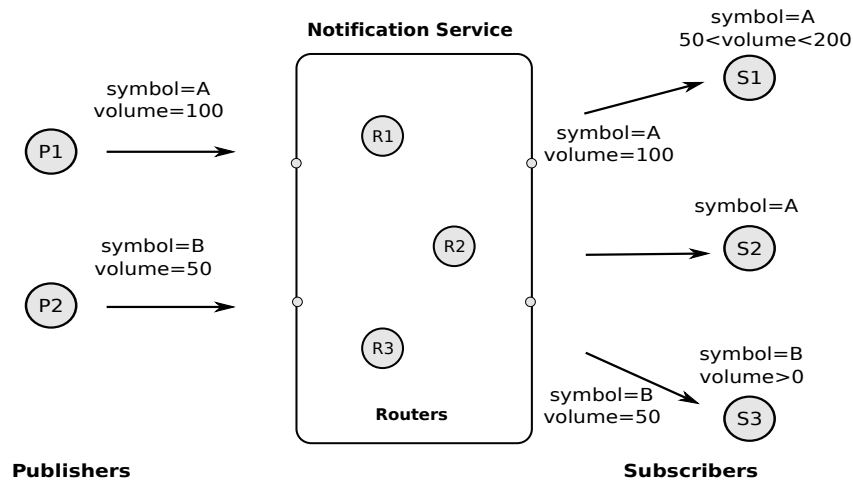 Notification Service
symbol=A
volume=100
P1
symbol=B
volume=50
P2
R1
R2
R3
Routers
symbol=A
50<volume<200
S1
symbol=A
volume=100
symbol=A
S2
symbol=B
volume>0
symbol=B
volume=50
S3
Publishers
Subscribers